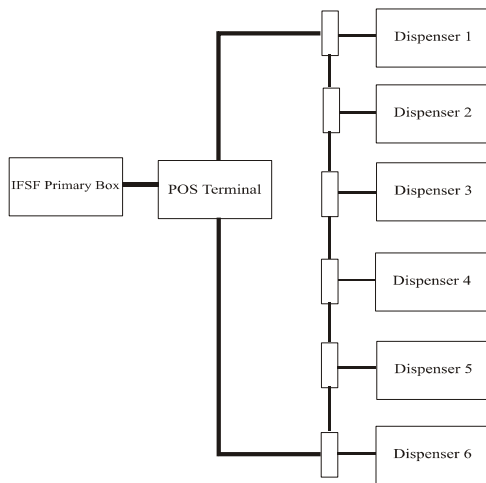 Dispenser 1
Dispenser 2
IFSF Primary Box
POS Terminal
Dispenser 3
Dispenser 4
Dispenser 5
Dispenser 6